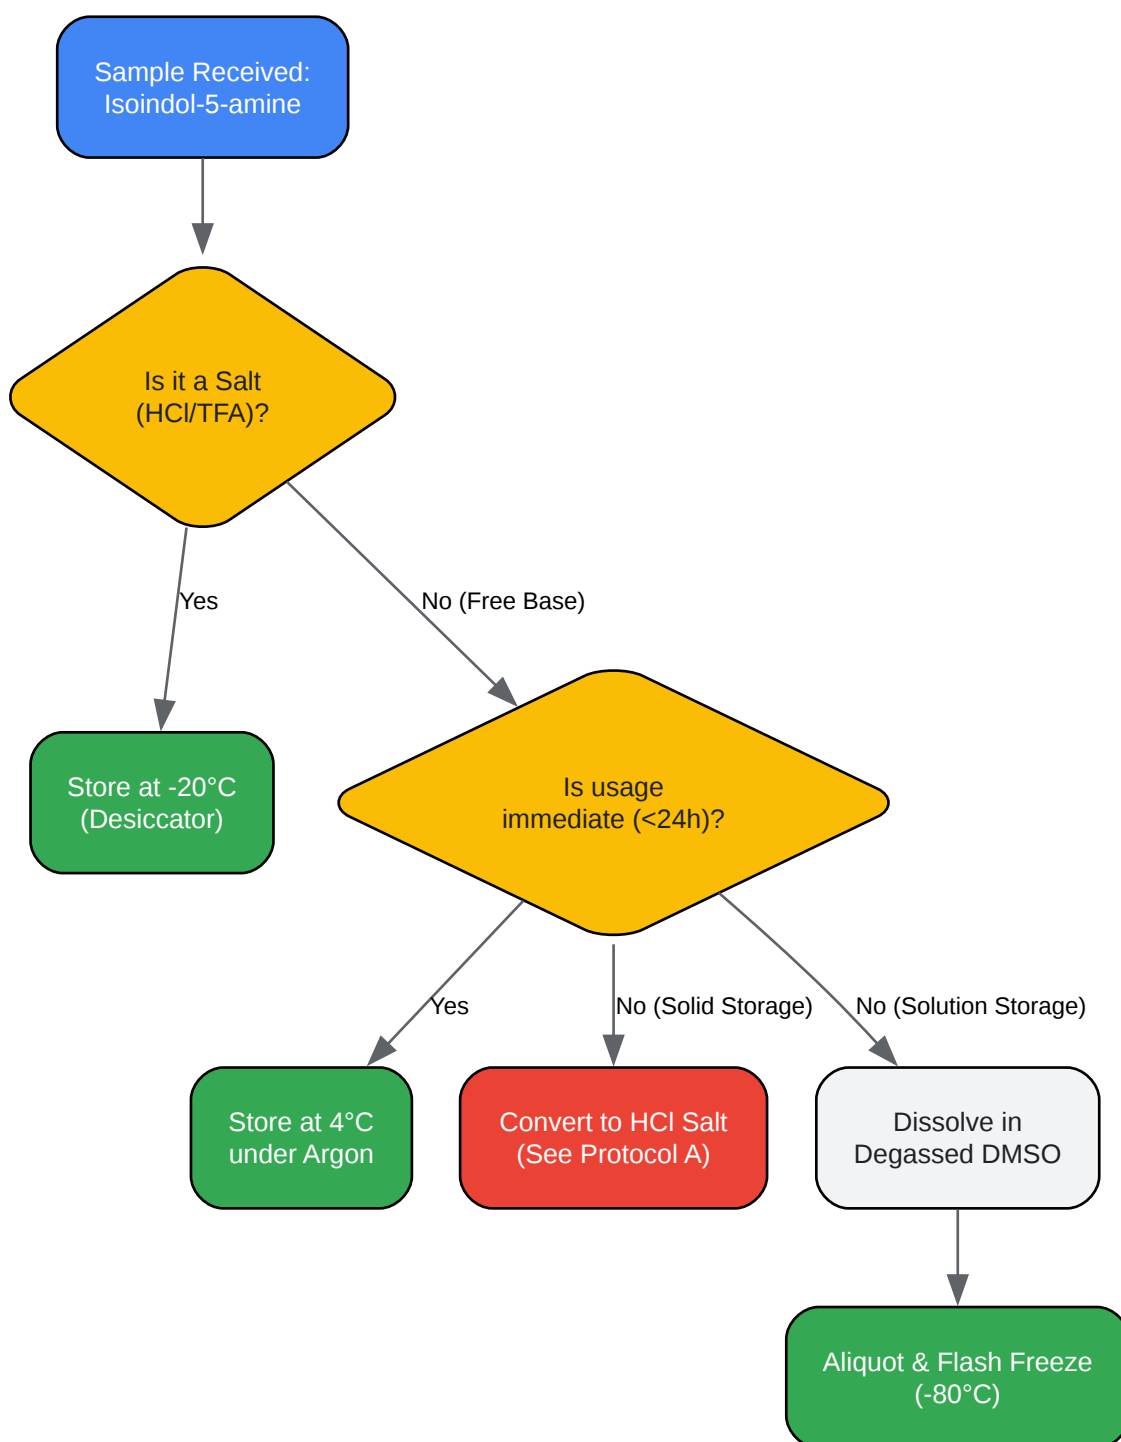 Sample Received:
Isoindol-5-amine
Is it a Salt
(HCl/TFA)?
Yes
No (Free Base)
Store at -20°C
(Desiccator)
Is usage
immediate (<24h)?
Yes
No (Solid Storage)
No (Solution Storage)
Store at 4°C
under Argon
Convert to HCl Salt
(See Protocol A)
Dissolve in
Degassed DMSO
Aliquot & Flash Freeze
(-80°C)